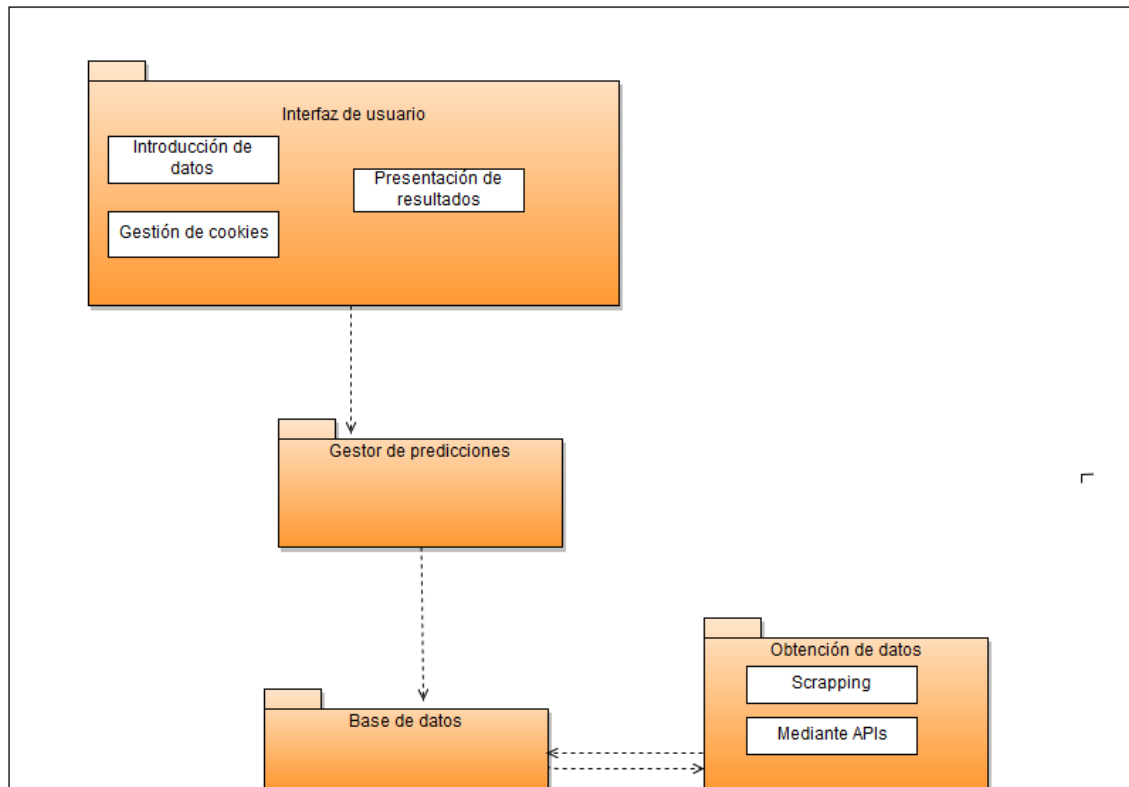 Interfaz de usuario
Introducción de
datos
Presentación de
resultados
Gestión de cookies
Gestor de predicciones
Obtención de datos
Scrapping
Mediante APIs
Base de datos